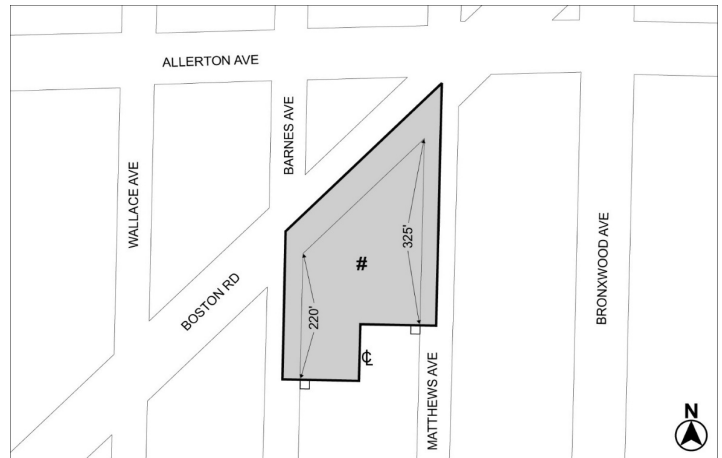 ALLERTON AVE
BARNES AVE
WALLACE AVE
325'
#
BRONXWOOD AVE
BOSTON RD
220'
℄
MATTHEWS AVE
N